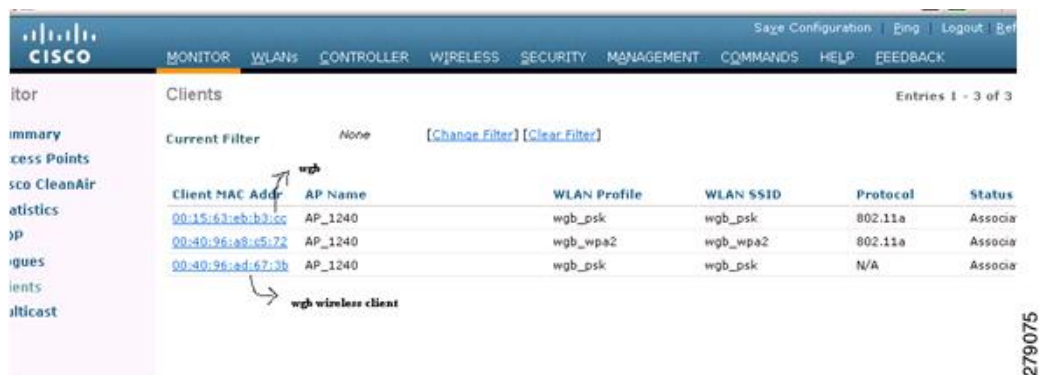 Save Configuration | Ping | Logout | Ref
CISCO
MONITOR WLANs CONTROLLER WIRELESS SECURITY MANAGEMENT COMMANDS HELP FEEDBACK
itor
Clients
Entries 1 - 3 of 3
Current Filter None [Change Filter] [Clear Filter]
ummary
cess Points
sco CleanAir
atistics
DP
ogues
ients
ulticast
wgb
Client MAC Addr AP Name WLAN Profile WLAN SSID Protocol Status
00:15:63:eb:b3:cc AP_1240 wgb_psk wgb_psk 802.11a Associa
00:40:96:a8:c5:72 AP_1240 wgb_wpa2 wgb_wpa2 802.11a Associa
00:40:96:ad:67:3b AP_1240 wgb_psk wgb_psk N/A Associa
wgb wireless client
279075